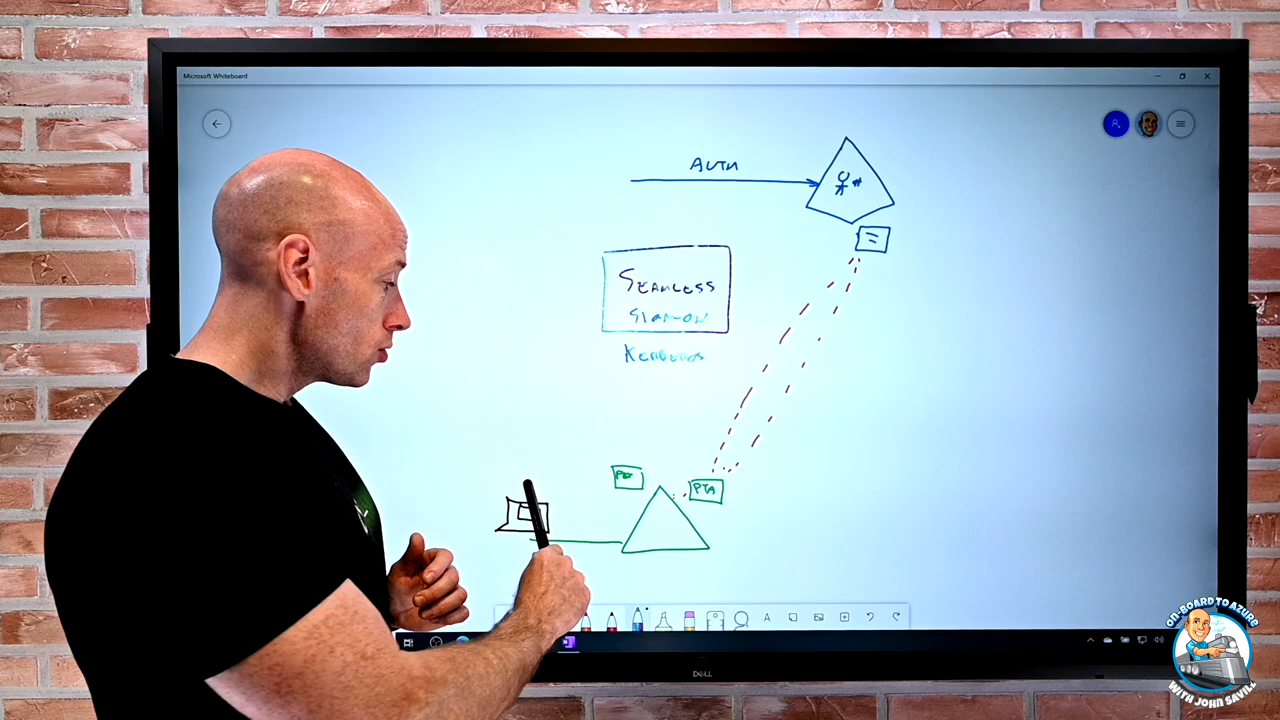 Microsoft Whiteboard
AUTH
SEAMLESS
SIGN-ON
KERBEROS
PTA
A
DELL
ON-BOARD TO AZURE
WITH JOHN SAVILL